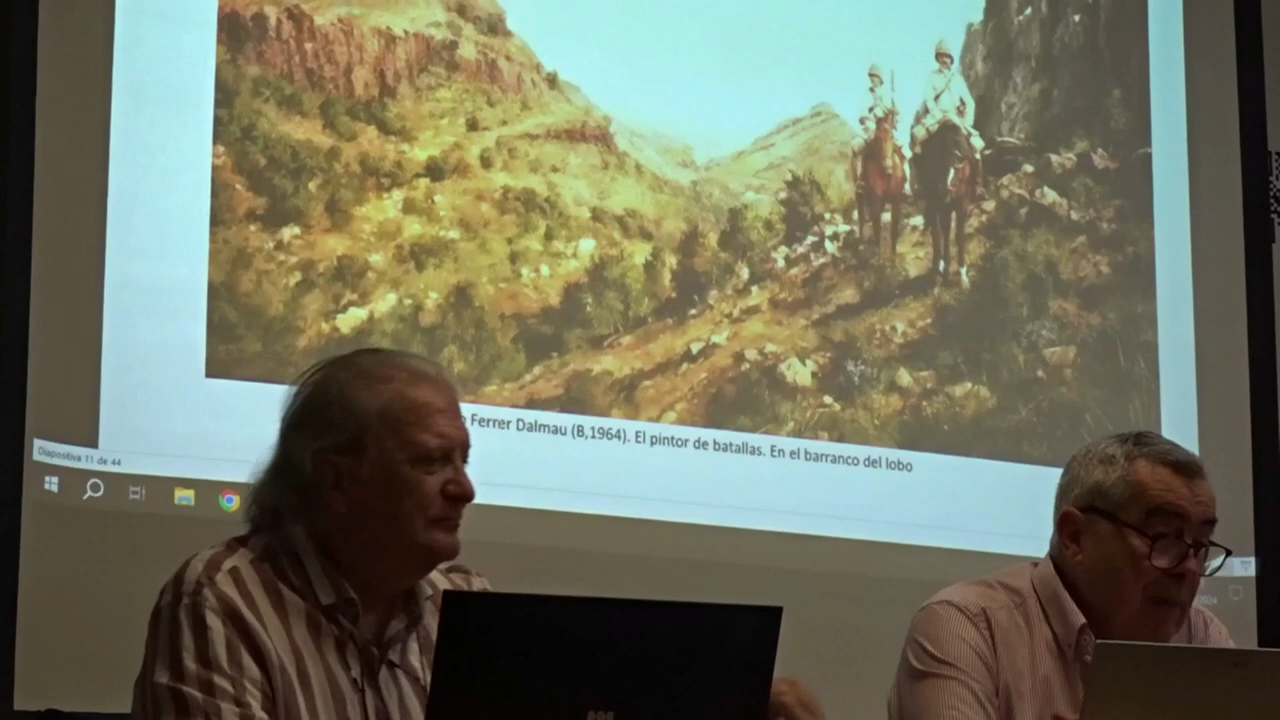 Ferrer Dalmau (B,1964). El pintor de batallas. En el barranco del lobo
Diapositiva 11 de 44